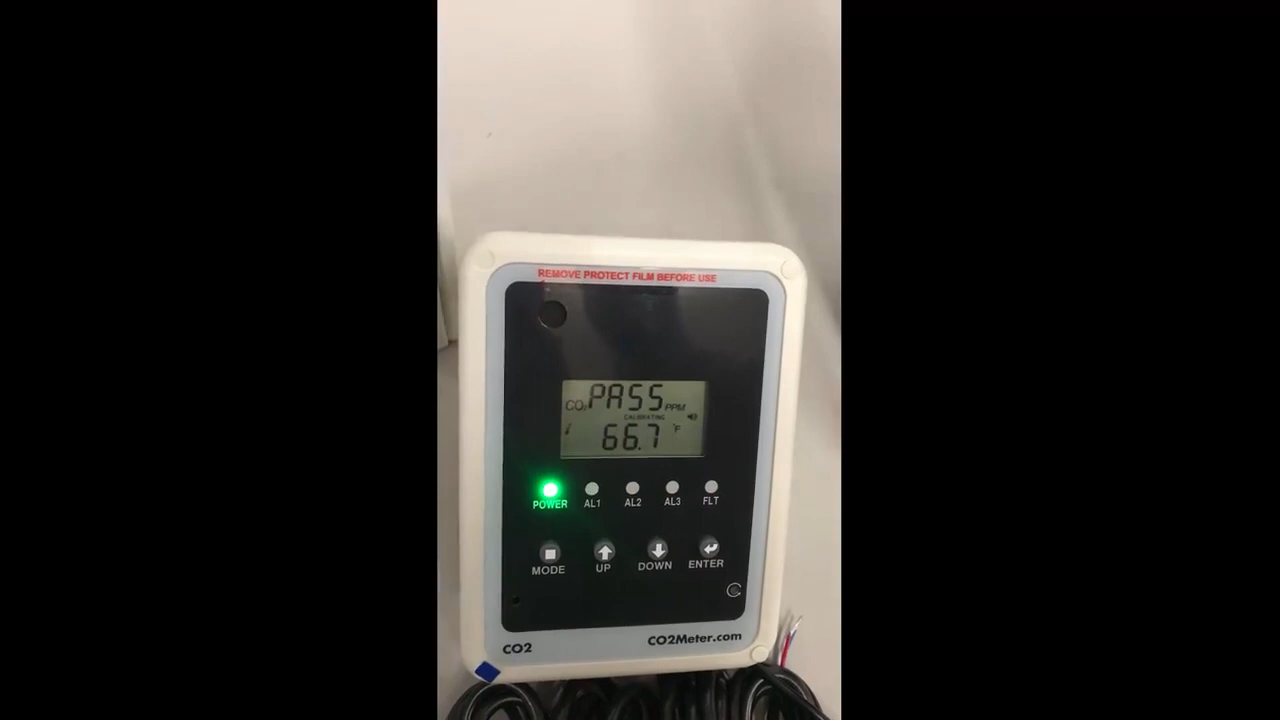 REMOVE PROTECT FILM BEFORE USE
CO₂ PASS PPM
CALIBRATING
66.7 °F
POWER AL1 AL2 AL3 FLT
MODE UP DOWN ENTER
CO2 CO2Meter.com